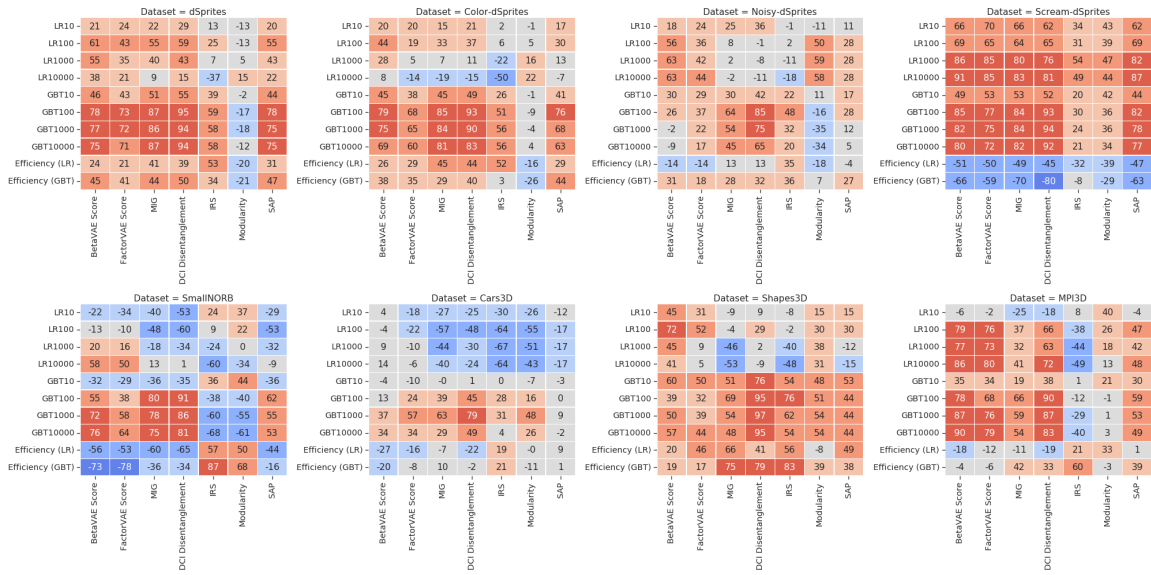 Dataset = dSprites
LR10 21 24 22 29 13 -13 20
LR100 61 43 55 59 25 -13 55
LR1000 55 35 40 43 7 5 43
LR10000 38 21 9 15 -37 15 22
GBT10 46 43 51 55 39 -2 44
GBT100 78 73 87 95 59 -17 78
GBT1000 77 72 86 94 58 -18 75
GBT10000 75 71 87 94 58 -12 75
Efficiency (LR) 24 21 41 39 53 -20 31
Efficiency (GBT) 45 41 44 50 34 -21 47
BetaVAE Score
FactorVAE Score
MIG
DCI Disentanglement
IRS
Modularity
SAP
Dataset = Color-dSprites
LR10 20 20 15 21 2 -1 17
LR100 44 19 33 37 6 5 30
LR1000 28 5 7 11 -22 16 13
LR10000 8 -14 -19 -15 -50 22 -7
GBT10 45 38 45 49 26 -1 41
GBT100 79 68 85 93 51 -9 76
GBT1000 75 65 84 90 56 -4 68
GBT10000 69 60 81 83 56 4 63
Efficiency (LR) 26 29 45 44 52 -16 29
Efficiency (GBT) 38 35 29 40 3 -26 44
BetaVAE Score
FactorVAE Score
MIG
DCI Disentanglement
IRS
Modularity
SAP
Dataset = Noisy-dSprites
LR10 18 24 25 36 -1 -11 11
LR100 56 36 8 -1 2 50 28
LR1000 63 42 2 -8 -11 59 28
LR10000 63 44 -2 -11 -18 58 28
GBT10 30 29 30 42 22 11 17
GBT100 26 37 64 85 48 -16 28
GBT1000 -2 22 54 75 32 -35 12
GBT10000 -9 17 45 65 20 -34 5
Efficiency (LR) -14 -14 13 13 35 -18 -4
Efficiency (GBT) 31 18 28 32 36 7 27
BetaVAE Score
FactorVAE Score
MIG
DCI Disentanglement
IRS
Modularity
SAP
Dataset = Scream-dSprites
LR10 66 70 66 62 34 43 62
LR100 69 65 64 65 31 39 69
LR1000 86 85 80 76 54 47 82
LR10000 91 85 83 81 49 44 87
GBT10 49 53 53 52 20 42 44
GBT100 85 77 84 93 30 36 82
GBT1000 82 75 84 94 24 36 78
GBT10000 80 72 82 92 21 34 77
Efficiency (LR) -51 -50 -49 -45 -32 -39 -47
Efficiency (GBT) -66 -59 -70 -80 -8 -29 -63
BetaVAE Score
FactorVAE Score
MIG
DCI Disentanglement
IRS
Modularity
SAP
Dataset = SmallNORB
LR10 -22 -34 -40 -53 24 37 -29
LR100 -13 -10 -48 -60 9 22 -53
LR1000 20 16 -18 -34 -24 0 -32
LR10000 58 50 13 1 -60 -34 -9
GBT10 -32 -29 -36 -35 36 44 -36
GBT100 55 38 80 91 -38 -40 62
GBT1000 72 58 78 86 -60 -55 55
GBT10000 76 64 75 81 -68 -61 53
Efficiency (LR) -56 -53 -60 -65 57 50 -44
Efficiency (GBT) -73 -78 -36 -34 87 68 -16
BetaVAE Score
FactorVAE Score
MIG
DCI Disentanglement
IRS
Modularity
SAP
Dataset = Cars3D
LR10 4 -18 -27 -25 -30 -26 -12
LR100 9 -22 -57 -48 -64 -55 -17
LR1000 9 -10 -44 -30 -67 -51 -17
LR10000 14 -6 -40 -24 -64 -43 -17
GBT10 -4 -10 -0 1 0 -7 -3
GBT100 13 24 39 45 28 16 0
GBT1000 37 57 63 79 31 48 9
GBT10000 34 34 29 49 4 26 -2
Efficiency (LR) -27 -16 -7 -22 19 -0 9
Efficiency (GBT) -20 -8 10 -2 21 -11 1
BetaVAE Score
FactorVAE Score
MIG
DCI Disentanglement
IRS
Modularity
SAP
Dataset = Shapes3D
LR10 45 31 -9 9 -8 15 15
LR100 72 52 -4 29 -2 30 30
LR1000 45 9 -46 2 -40 39 -12
LR10000 41 5 -53 -9 -48 31 -15
GBT10 60 50 51 76 54 48 53
GBT100 39 32 69 95 76 51 44
GBT1000 50 39 54 97 62 54 44
GBT10000 57 44 48 95 57 54 44
Efficiency (LR) 20 46 66 41 56 -8 49
Efficiency (GBT) 19 17 75 79 83 39 38
BetaVAE Score
FactorVAE Score
MIG
DCI Disentanglement
IRS
Modularity
SAP
Dataset = MPI3D
LR10 -6 -2 -25 -18 8 40 -4
LR100 79 76 37 66 -38 26 47
LR1000 77 73 32 66 -44 18 42
LR10000 86 80 41 72 -49 13 48
GBT10 35 34 19 38 1 21 30
GBT100 78 68 66 90 -12 -1 59
GBT1000 87 76 59 87 -29 1 53
GBT10000 90 79 54 83 -40 3 49
Efficiency (LR) -18 -12 -11 -19 21 33 1
Efficiency (GBT) -4 -6 42 33 60 -3 39
BetaVAE Score
FactorVAE Score
MIG
DCI Disentanglement
IRS
Modularity
SAP